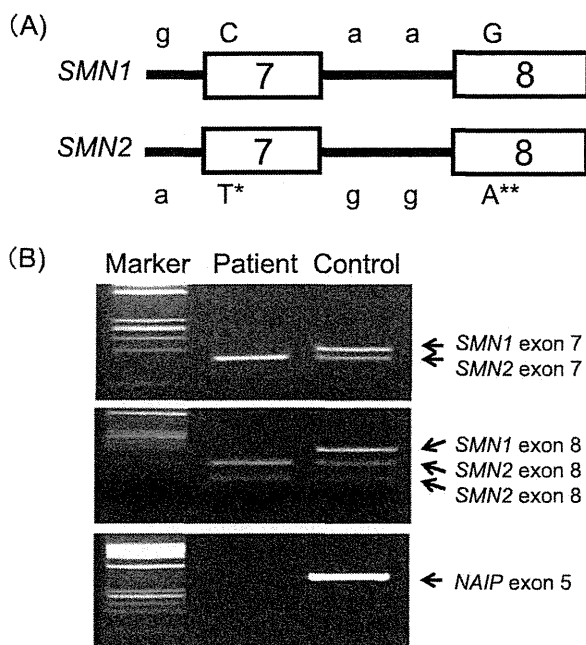 (A)
g C a a G
SMN1 7 8
SMN2 7 8
a T* g g A**
(B)
Marker Patient Control
SMN1 exon 7
SMN2 exon 7
SMN1 exon 8
SMN2 exon 8
SMN2 exon 8
NAIP exon 5